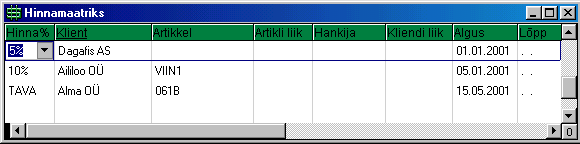 Hinnamaatriks
Hinna% Klient Artikkel Artikli liik Hankija Kliendi liik Algus Lõpp
5% Dagafis AS 01.01.2001 . .
10% Aililoo OÜ VIIN1 05.01.2001 . .
TAVA Alma OÜ 061B 15.05.2001 . .
0